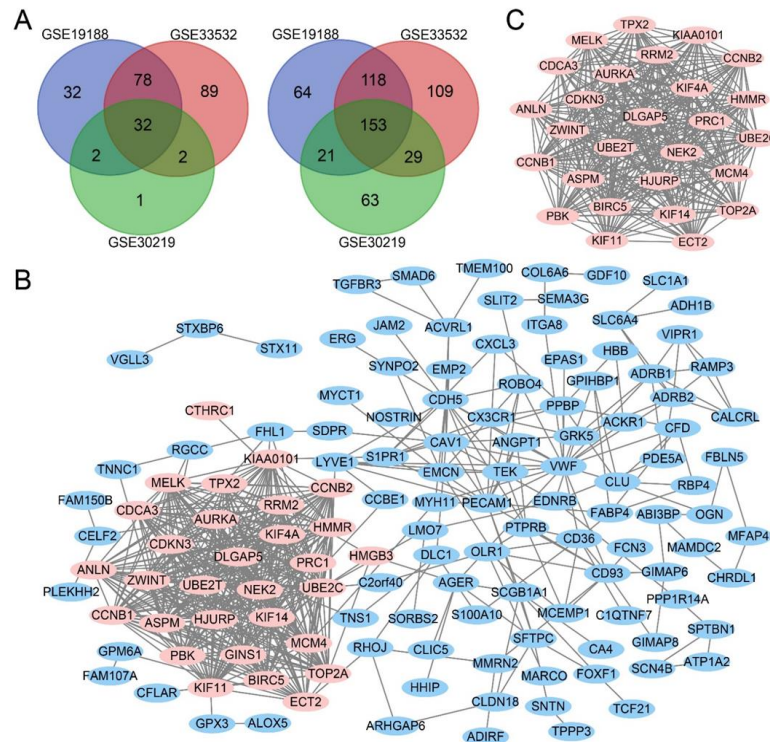 A
GSE19188
GSE33532
32
78
89
32
2
2
1
GSE30219
GSE19188
GSE33532
64
118
109
153
21
29
63
GSE30219
C
TPX2
MELK
KIAA0101
RRM2
CCNB2
CDCA3
AURKA
KIF4A
CDKN3
HMMR
ANLN
DLGAP5
PRC1
ZWINT
UBE2C
UBE2T
NEK2
CCNB1
ASPM
HJURP
MCM4
BIRC5
KIF14
TOP2A
PBK
KIF11
ECT2
B
TGFBR3
SMAD6
TMEM100
COL6A6
GDF10
SLC1A1
STXBP6
JAM2
ACVRL1
SLIT2
SEMA3G
ADH1B
VGLL3
STX11
ERG
CXCL3
ITGA8
SLC6A4
VIPR1
SYNPO2
EMP2
EPAS1
HBB
ADRB1
RAMP3
CTHRC1
MYCT1
CDH5
ROBO4
GPIHBP1
ADRB2
NOSTRIN
CX3CR1
PPBP
ACKR1
CALCRL
FHL1
SDPR
CAV1
ANGPT1
GRK5
CFD
RGCC
KIAA0101
LYVE1
S1PR1
EMCN
TEK
VWF
PDE5A
FBLN5
TNNC1
MELK
TPX2
CCNB2
CCBE1
MYH11
PECAM1
EDNRB
CLU
RBP4
FAM150B
CDCA3
RRM2
AURKA
HMMR
LMO7
PTPRB
FABP4
ABI3BP
OGN
CELF2
CDKN3
KIF4A
HMGB3
DLC1
OLR1
CD36
FCN3
MAMDC2
MFAP4
ANLN
DLGAP5
PRC1
CD93
GIMAP6
CHRDL1
PLEKHH2
ZWINT
UBE2T
NEK2
UBE2C
C2orf40
AGER
SCGB1A1
PPP1R14A
CCNB1
ASPM
HJURP
KIF14
TNS1
SORBS2
S100A10
MCEMP1
C1QTNF7
SPTBN1
GPM6A
PBK
GINS1
MCM4
RHOJ
CLIC5
SFTPC
CA4
GIMAP8
FAM107A
BIRC5
TOP2A
MMRN2
SCN4B
ATP1A2
CFLAR
KIF11
ECT2
HHIP
MARCO
FOXF1
GPX3
ALOX5
ARHGAP6
CLDN18
SNTN
TCF21
ADIRF
TPPP3